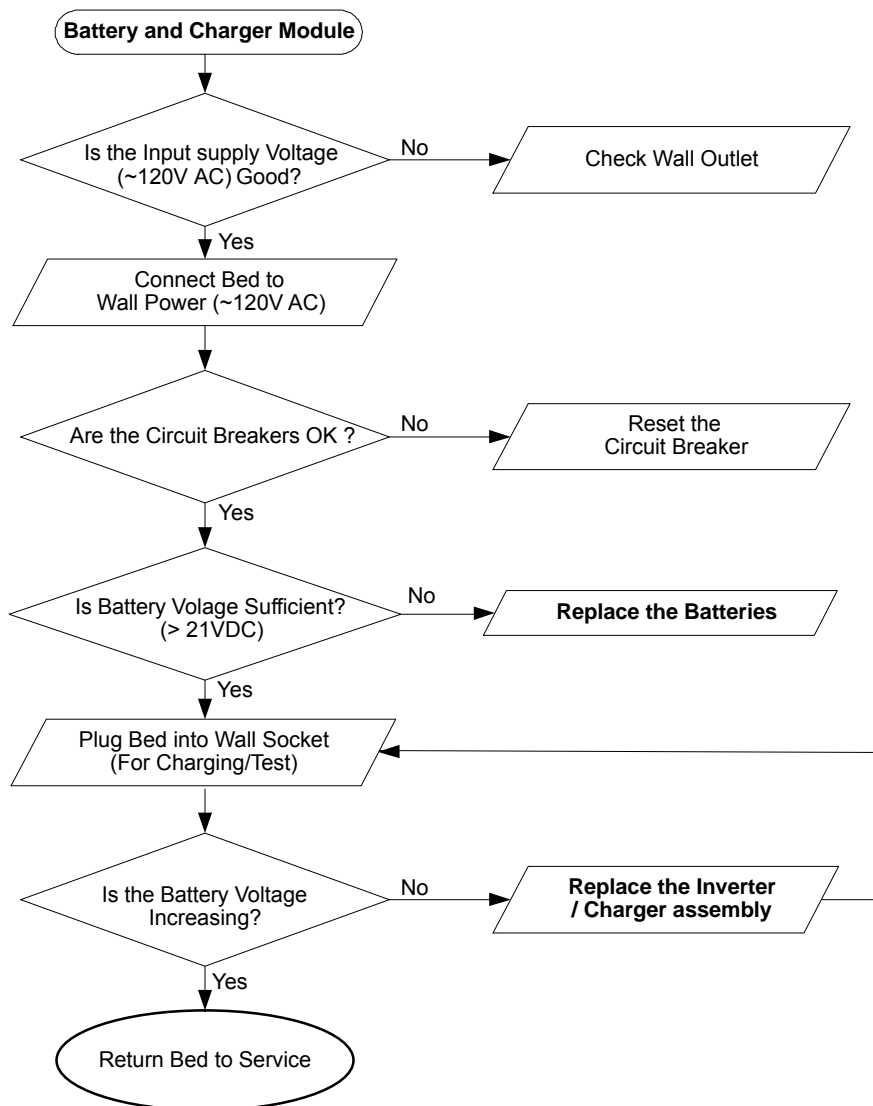 Battery and Charger Module
Is the Input supply Voltage
(~120V AC) Good?
No
Check Wall Outlet
Yes
Connect Bed to
Wall Power (~120V AC)
Are the Circuit Breakers OK ?
No
Reset the
Circuit Breaker
Yes
Is Battery Volage Sufficient?
(> 21VDC)
No
Replace the Batteries
Yes
Plug Bed into Wall Socket
(For Charging/Test)
Is the Battery Voltage
Increasing?
No
Replace the Inverter
/ Charger assembly
Yes
Return Bed to Service